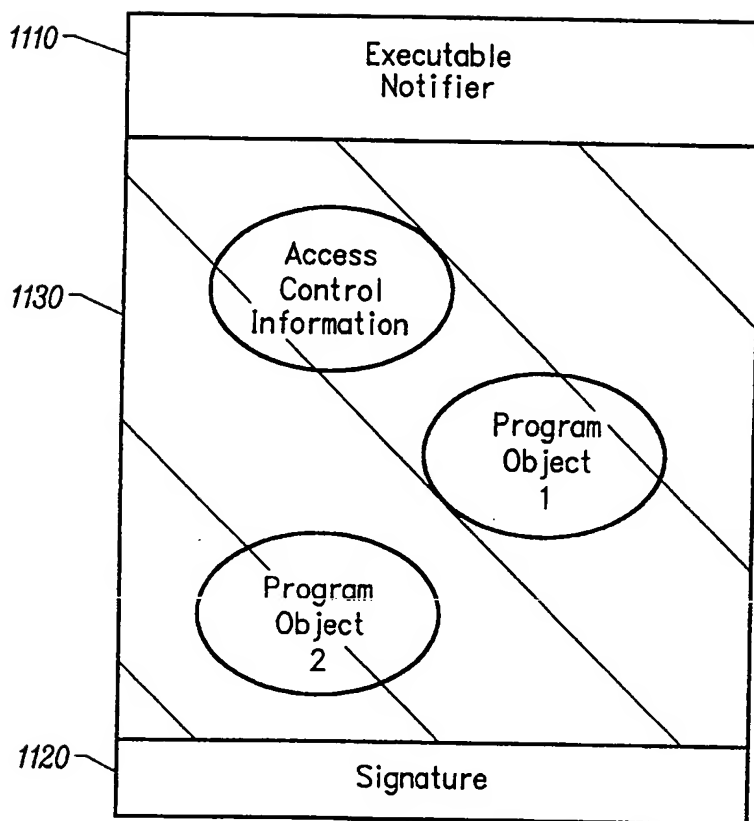 1110
Executable
Notifier
1130
Access
Control
Information
Program
Object
1
Program
Object
2
1120
Signature